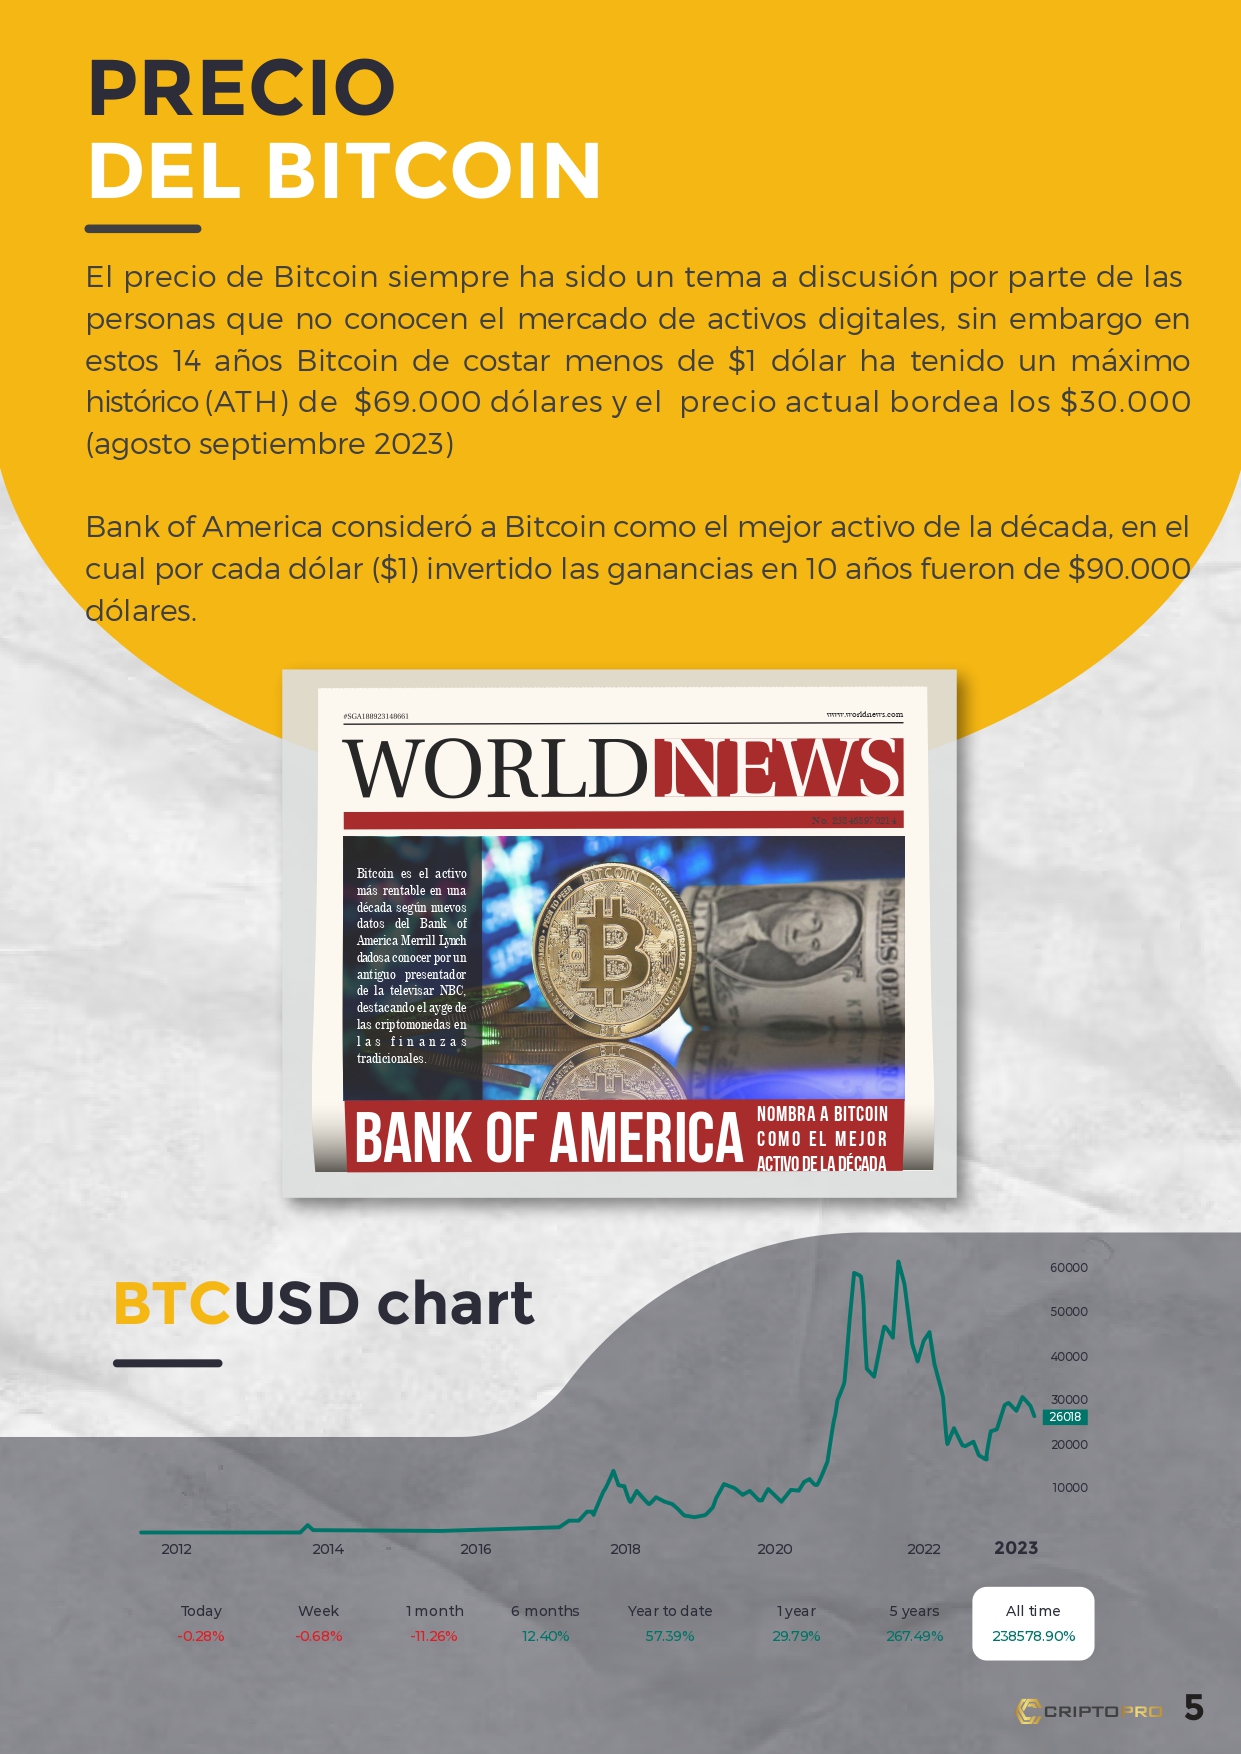 PRECIO
DEL BITCOIN
El precio de Bitcoin siempre ha sido un tema a discusión por parte de las
personas que no conocen el mercado de activos digitales, sin embargo en
estos 14 años Bitcoin de costar menos de $1 dólar ha tenido un máximo
histórico (ATH) de $69.000 dólares y el precio actual bordea los $30.000
(agosto septiembre 2023)
Bank of America consideró a Bitcoin como el mejor activo de la década, en el
cual por cada dólar ($1) invertido las ganancias en 10 años fueron de $90.000
dólares.
#SGA188923148661
www.worldnews.com
WORLDNEWS
Bitcoin es el activo
más rentable en una
década según nuevos
datos del Bank of
America Merrill Lynch
dadosa conocer por un
antiguo presentador
de la televisar NBC,
destacando el ayge de
las criptomonedas en
las finanzas
tradicionales.
BITCOIN
BANK OF AMERICA
NOMBRA A BITCOIN
COMO EL MEJOR
ACTIVO DE LA DÉCADA
BTCUSD chart
60000
50000
40000
30000
26018
20000
10000
2012 2014 2016 2018 2020 2022 2023
Today Week 1 month 6 months Year to date 1 year 5 years All time
-0.28% -0.68% -11.26% 12.40% 57.39% 29.79% 267.49% 238578.90%
CRIPTOPRO 5